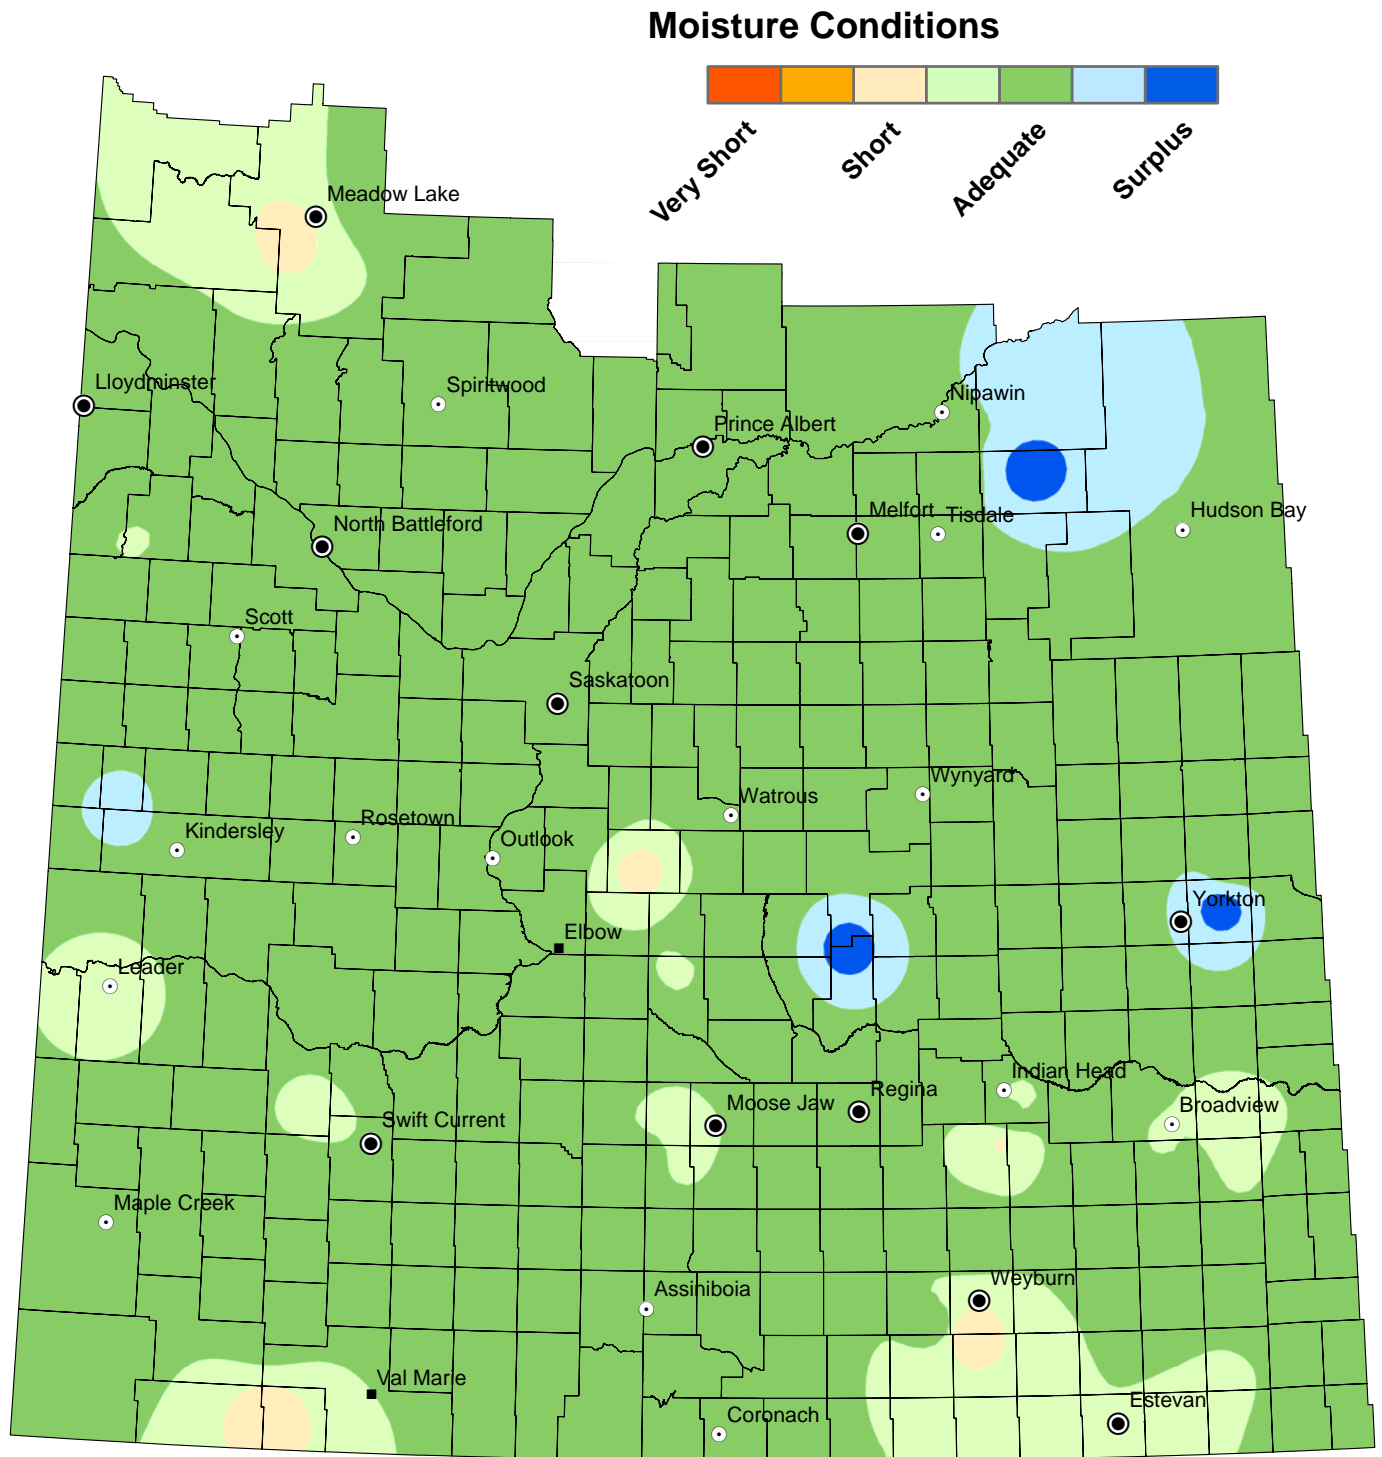 Moisture Conditions
Very Short
Short
Adequate
Surplus
Meadow Lake
Lloydminster
Spiritwood
Nipawin
Prince Albert
Hudson Bay
Melfort
Tisdale
North Battleford
Scott
Saskatoon
Wynyard
Watrous
Rosetown
Kindersley
Outlook
Yorkton
Elbow
Leader
Indian Head
Regina
Moose Jaw
Broadview
Swift Current
Maple Creek
Weyburn
Assiniboia
Val Marie
Estevan
Coronach